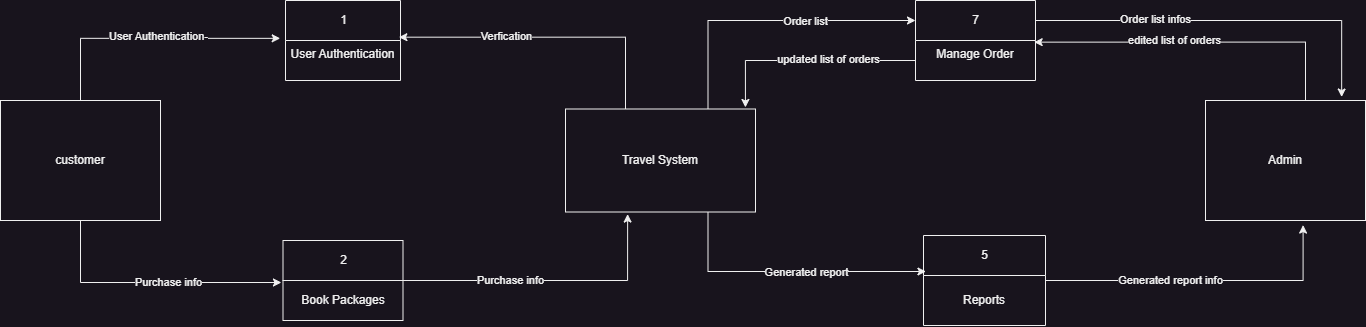 1
User Authentication
User Authentication-
Verfication
customer
2
Book Packages
Purchase info
Purchase info
Travel System
Order list
updated list of orders
7
Manage Order
Order list infos
edited list of orders
Admin
Generated report
5
Reports
Generated report info